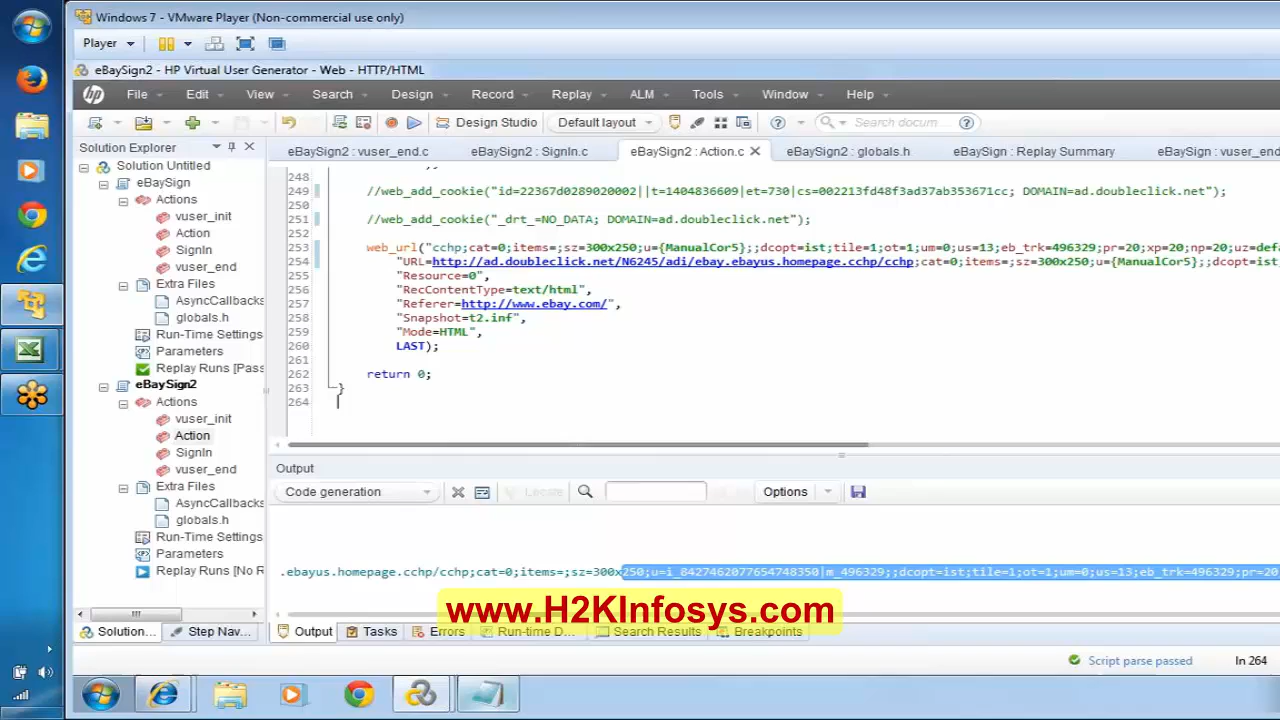 Windows 7 - VMware Player (Non-commercial use only)
Player
eBaySign2 - HP Virtual User Generator - Web - HTTP/HTML
File Edit View Search Design Record Replay ALM Tools Window Help
Design Studio Default layout Search docum
Solution Explorer
eBaySign2 : vuser_end.c eBaySign2 : SignIn.c eBaySign2 : Action.c eBaySign2 : globals.h eBaySign : Replay Summary eBaySign : vuser_end
Solution Untitled
eBaySign
Actions
vuser_init
Action
SignIn
vuser_end
Extra Files
AsyncCallbacks
globals.h
Run-Time Settings
Parameters
Replay Runs [Pass
eBaySign2
Actions
vuser_init
Action
SignIn
vuser_end
Extra Files
AsyncCallbacks
globals.h
Run-Time Settings
Parameters
Replay Runs [No R
248
249 //web_add_cookie("id=22367d0289020002||t=1404836609|et=730|cs=002213fd48f3ad37ab353671cc; DOMAIN=ad.doubleclick.net");
250
251 //web_add_cookie("_drt_=NO_DATA; DOMAIN=ad.doubleclick.net");
252
253 web_url("cchp;cat=0;items=;sz=300x250;u={ManualCor5};;dcopt=ist;tile=1;ot=1;um=0;us=13;eb_trk=496329;pr=20;xp=20;np=20;uz=defa
254 "URL=http://ad.doubleclick.net/N6245/adi/ebay.ebayus.homepage.cchp/cchp;cat=0;items=;sz=300x250;u={ManualCor5};;dcopt=ist
255 "Resource=0",
256 "RecContentType=text/html",
257 "Referer=http://www.ebay.com/",
258 "Snapshot=t2.inf",
259 "Mode=HTML",
260 LAST);
261
262 return 0;
263 }
264
Output
Code generation Locate Options
.ebayus.homepage.cchp/cchp;cat=0;items=;sz=300x250;u=i_8427462077654748350|m_496329;;dcopt=ist;tile=1;ot=1;um=0;us=13;eb_trk=496329;pr=20
www.H2KInfosys.com
Solution... Step Nav... Output Tasks Errors Run-time D... Search Results Breakpoints
Script parse passed ln 264